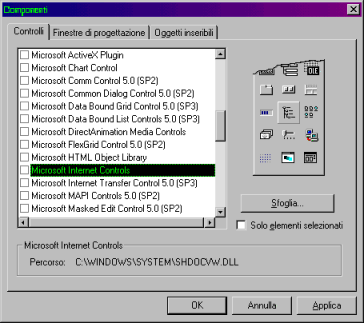 Componenti
Controlli
Finestre di progettazione
Oggetti inseribili
Microsoft ActiveX Plugin
Microsoft Chart Control
Microsoft Comm Control 5.0 (SP2)
Microsoft Common Dialog Control 5.0 (SP2)
Microsoft Data Bound Grid Control 5.0 (SP3)
Microsoft Data Bound List Controls 5.0 (SP3)
Microsoft DirectAnimation Media Controls
Microsoft FlexGrid Control 5.0 (SP2)
Microsoft HTML Object Library
Microsoft Internet Controls
Microsoft Internet Transfer Control 5.0 (SP3)
Microsoft MAPI Controls 5.0 (SP2)
Microsoft Masked Edit Control 5.0 (SP2)
Sfoglia...
Solo elementi selezionati
Microsoft Internet Controls
Percorso: C:\WINDOWS\SYSTEM\SHDOCVW.DLL
OK
Annulla
Applica